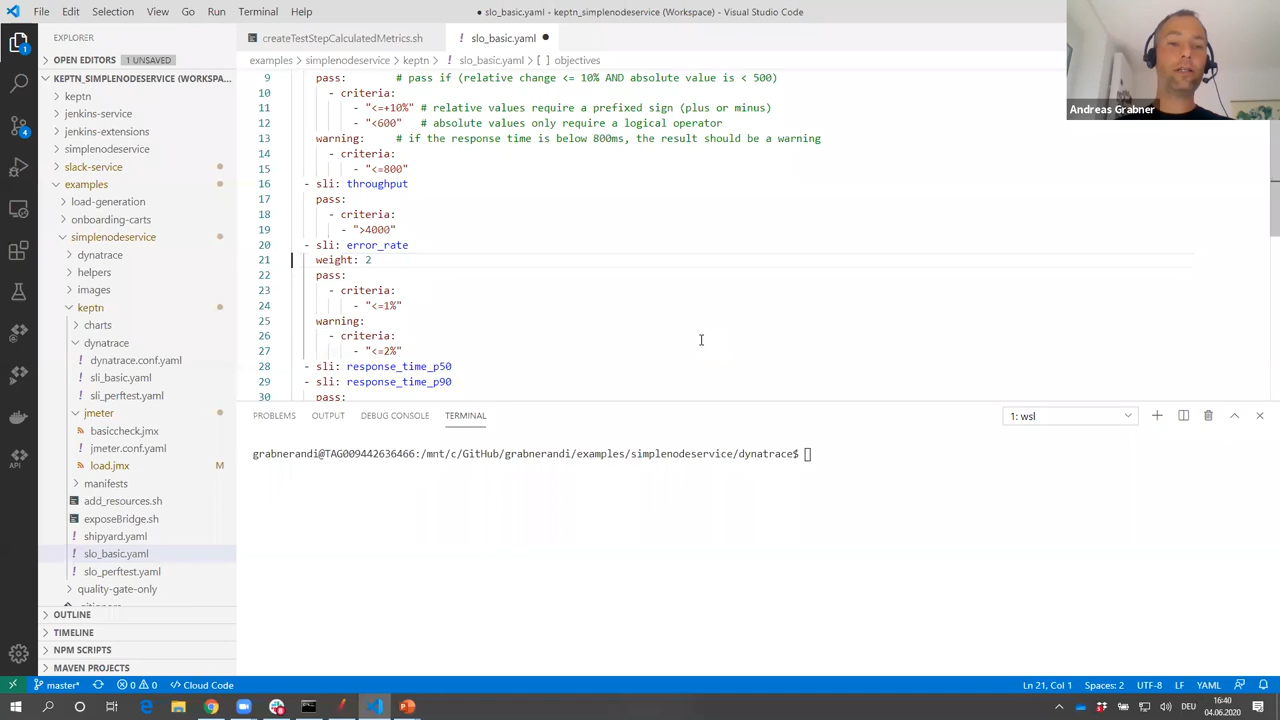 File Edit Selection View Go Run Terminal Help
● slo_basic.yaml - keptn_simplenodeservice (Workspace) - Visual Studio Code
EXPLORER
OPEN EDITORS 1 UNSAVED
KEPTN_SIMPLENODESERVICE (WORKSPA...
keptn
jenkins-service
jenkins-extensions
simplenodeservice
slack-service
examples
load-generation
onboarding-carts
simplenodeservice
dynatrace
helpers
images
keptn
charts
dynatrace
dynatrace.conf.yaml
sli_basic.yaml
sli_perftest.yaml
jmeter
basiccheck.jmx
jmeter.conf.yaml
load.jmx M
manifests
add_resources.sh
exposeBridge.sh
shipyard.yaml
slo_basic.yaml
slo_perftest.yaml
quality-gate-only
OUTLINE
TIMELINE
NPM SCRIPTS
MAVEN PROJECTS
createTestStepCalculatedMetrics.sh
slo_basic.yaml
examples > simplenodeservice > keptn > slo_basic.yaml > [ ] objectives
9 pass: # pass if (relative change <= 10% AND absolute value is < 500)
10 - criteria:
11 - "<=+10%" # relative values require a prefixed sign (plus or minus)
12 - "<600" # absolute values only require a logical operator
13 warning: # if the response time is below 800ms, the result should be a warning
14 - criteria:
15 - "<=800"
16 - sli: throughput
17 pass:
18 - criteria:
19 - ">4000"
20 - sli: error_rate
21 weight: 2
22 pass:
23 - criteria:
24 - "<=1%"
25 warning:
26 - criteria:
27 - "<=2%"
28 - sli: response_time_p50
29 - sli: response_time_p90
30 pass:
PROBLEMS OUTPUT DEBUG CONSOLE TERMINAL
1: wsl
grabnerandi@TAG009442636466:/mnt/c/GitHub/grabnerandi/examples/simplenodeservice/dynatrace$
Andreas Grabner
API
1
4
master* 0 0 Cloud Code
Ln 21, Col 1 Spaces: 2 UTF-8 LF YAML
DEU
16:40
04.06.2020